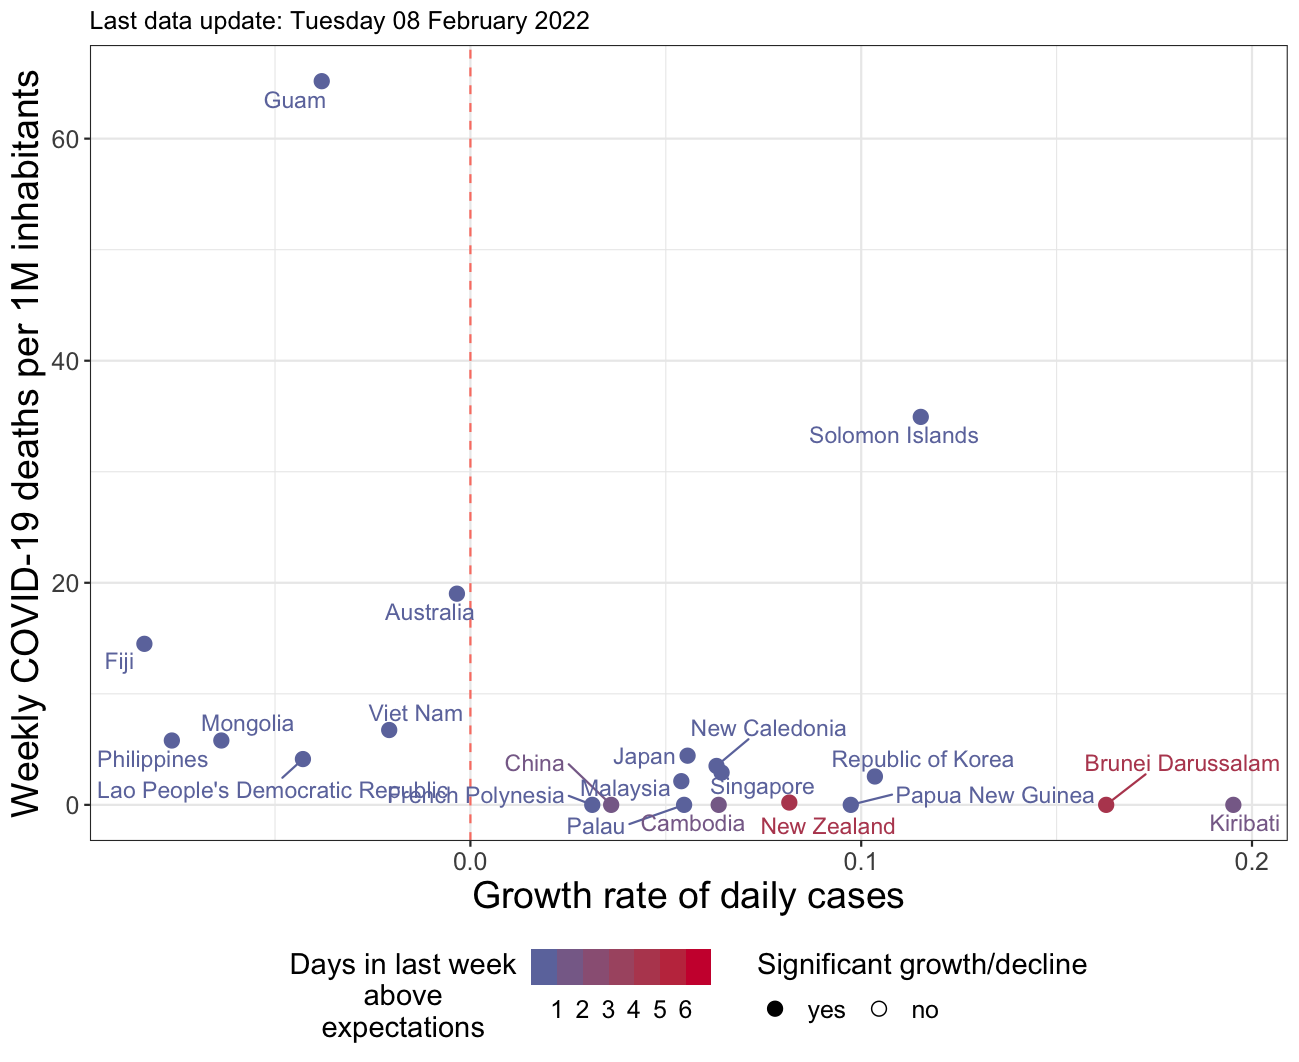 Last data update: Tuesday 08 February 2022
Weekly COVID-19 deaths per 1M inhabitants
60
40
20
0
Guam
Solomon Islands
Australia
Fiji
Viet Nam
Mongolia
Philippines
Lao People's Democratic Republic
New Caledonia
Japan
China
Republic of Korea
Brunei Darussalam
Malaysia
Singapore
French Polynesia
Papua New Guinea
Palau
Cambodia
New Zealand
Kiribati
0.0
0.1
0.2
Growth rate of daily cases
Days in last week
above
expectations
1 2 3 4 5 6
Significant growth/decline
yes
no